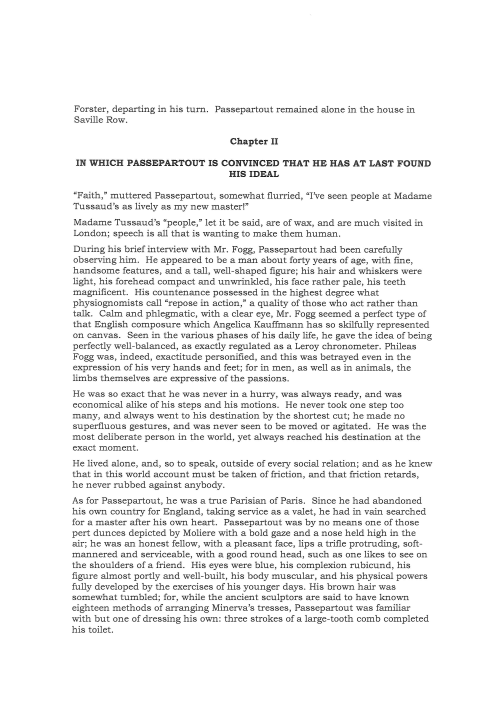 Forster, departing in his turn.  Passepartout remained alone in the house in
Saville Row.
Chapter II
IN WHICH PASSEPARTOUT IS CONVINCED THAT HE HAS AT LAST FOUND
HIS IDEAL
“Faith,” muttered Passepartout, somewhat flurried, “I’ve seen people at Madame
Tussaud’s as lively as my new master!”
Madame Tussaud’s “people,” let it be said, are of wax, and are much visited in
London; speech is all that is wanting to make them human.
During his brief interview with Mr. Fogg, Passepartout had been carefully
observing him.  He appeared to be a man about forty years of age, with fine,
handsome features, and a tall, well-shaped figure; his hair and whiskers were
light, his forehead compact and unwrinkled, his face rather pale, his teeth
magnificent.  His countenance possessed in the highest degree what
physiognomists call “repose in action,” a quality of those who act rather than
talk.  Calm and phlegmatic, with a clear eye, Mr. Fogg seemed a perfect type of
that English composure which Angelica Kauffmann has so skilfully represented
on canvas.  Seen in the various phases of his daily life, he gave the idea of being
perfectly well-balanced, as exactly regulated as a Leroy chronometer. Phileas
Fogg was, indeed, exactitude personified, and this was betrayed even in the
expression of his very hands and feet; for in men, as well as in animals, the
limbs themselves are expressive of the passions.
He was so exact that he was never in a hurry, was always ready, and was
economical alike of his steps and his motions.  He never took one step too
many, and always went to his destination by the shortest cut; he made no
superfluous gestures, and was never seen to be moved or agitated.  He was the
most deliberate person in the world, yet always reached his destination at the
exact moment.
He lived alone, and, so to speak, outside of every social relation; and as he knew
that in this world account must be taken of friction, and that friction retards,
he never rubbed against anybody.
As for Passepartout, he was a true Parisian of Paris.  Since he had abandoned
his own country for England, taking service as a valet, he had in vain searched
for a master after his own heart.  Passepartout was by no means one of those
pert dunces depicted by Moliere with a bold gaze and a nose held high in the
air; he was an honest fellow, with a pleasant face, lips a trifle protruding, soft-
mannered and serviceable, with a good round head, such as one likes to see on
the shoulders of a friend.  His eyes were blue, his complexion rubicund, his
figure almost portly and well-built, his body muscular, and his physical powers
fully developed by the exercises of his younger days. His brown hair was
somewhat tumbled; for, while the ancient sculptors are said to have known
eighteen methods of arranging Minerva’s tresses, Passepartout was familiar
with but one of dressing his own: three strokes of a large-tooth comb completed
his toilet.